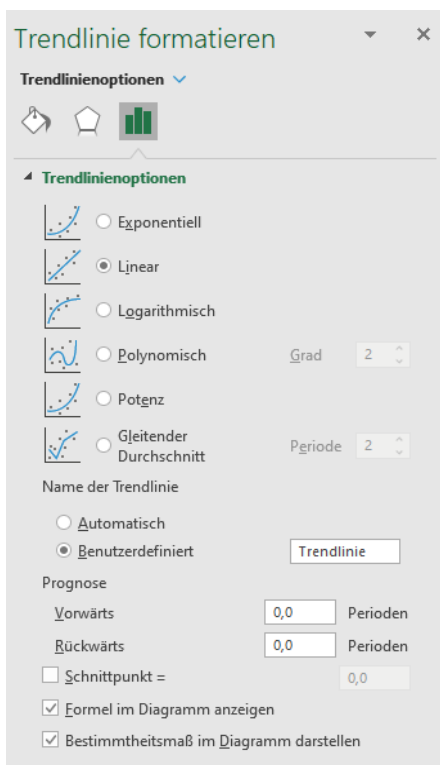 Trendlinie formatieren
Trendlinienoptionen
Trendlinienoptionen
Exponentiell
Linear
Logarithmisch
Polynomisch Grad 2
Potenz
Gleitender
Durchschnitt Periode 2
Name der Trendlinie
Automatisch
Benutzerdefiniert Trendlinie
Prognose
Vorwärts 0,0 Perioden
Rückwärts 0,0 Perioden
Schnittpunkt = 0,0
Formel im Diagramm anzeigen
Bestimmtheitsmaß im Diagramm darstellen